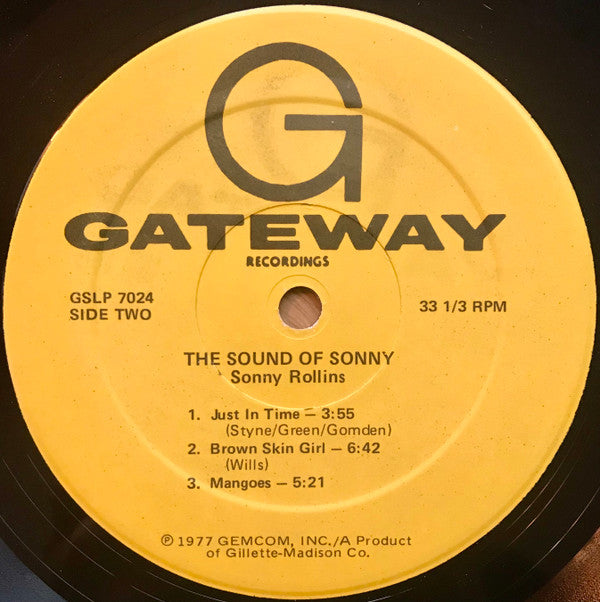 G
GATEWAY
RECORDINGS
GSLP 7024
SIDE TWO
33 1/3 RPM
THE SOUND OF SONNY
Sonny Rollins
1. Just In Time — 3:55
(Styne/Green/Gomden)
2. Brown Skin Girl — 6:42
(Wills)
3. Mangoes — 5:21
℗ 1977 GEMCOM, INC./A Product
of Gillette-Madison Co.